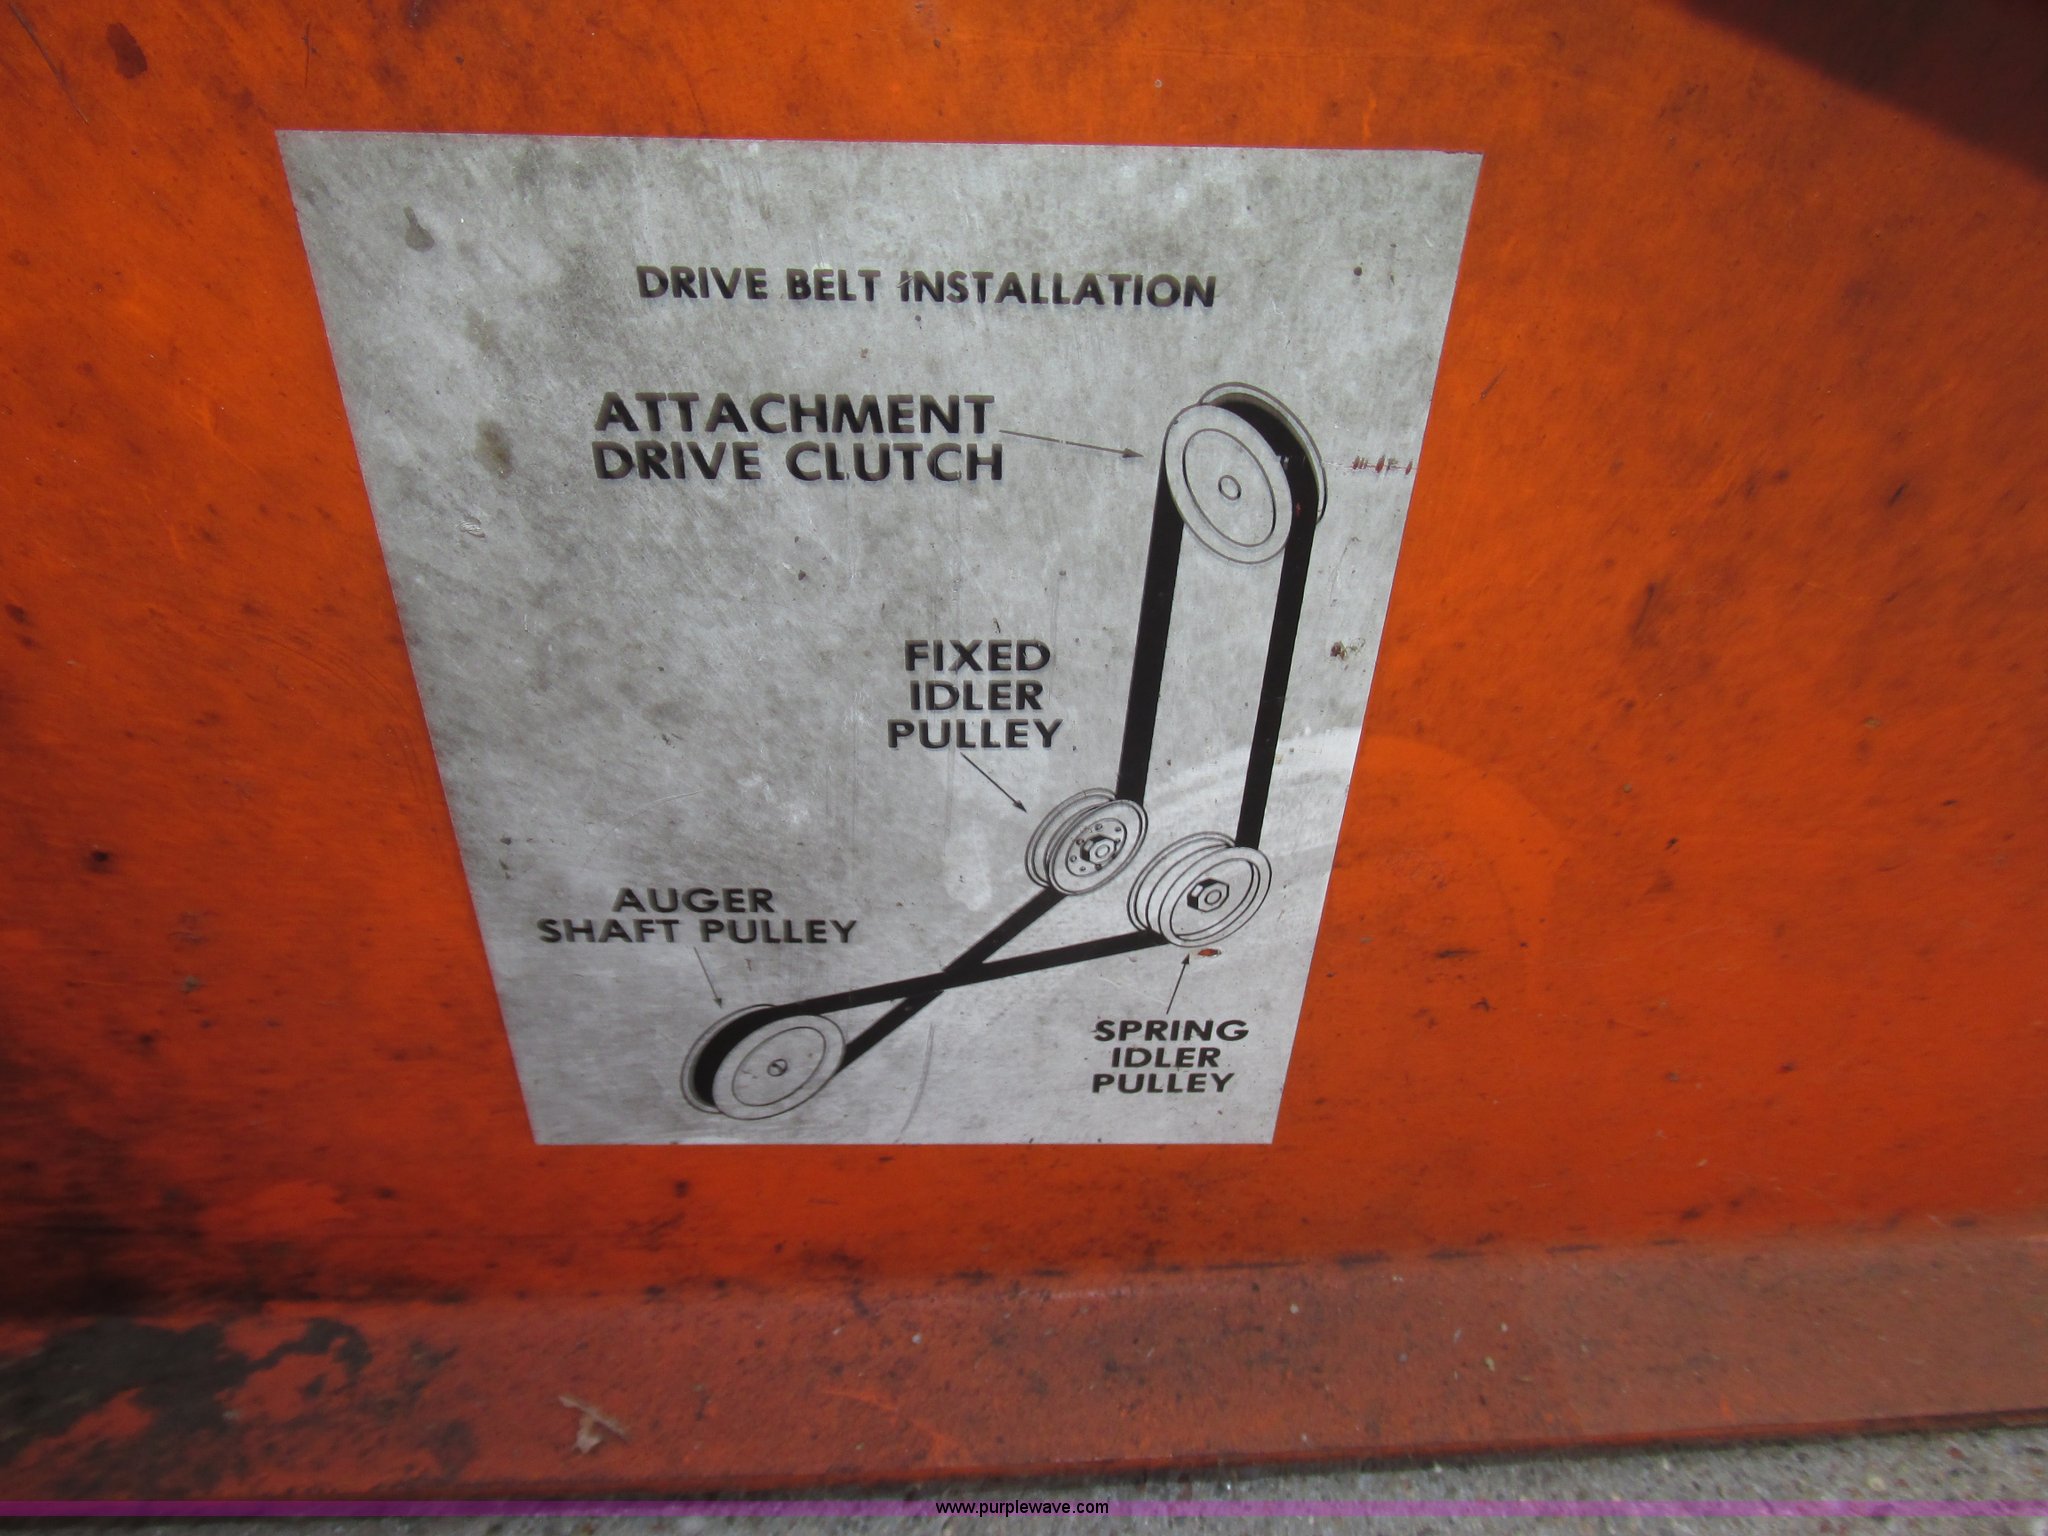 DRIVE BELT INSTALLATION
ATTACHMENT
DRIVE CLUTCH
FIXED
IDLER
PULLEY
AUGER
SHAFT PULLEY
SPRING
IDLER
PULLEY
www.purplewave.com